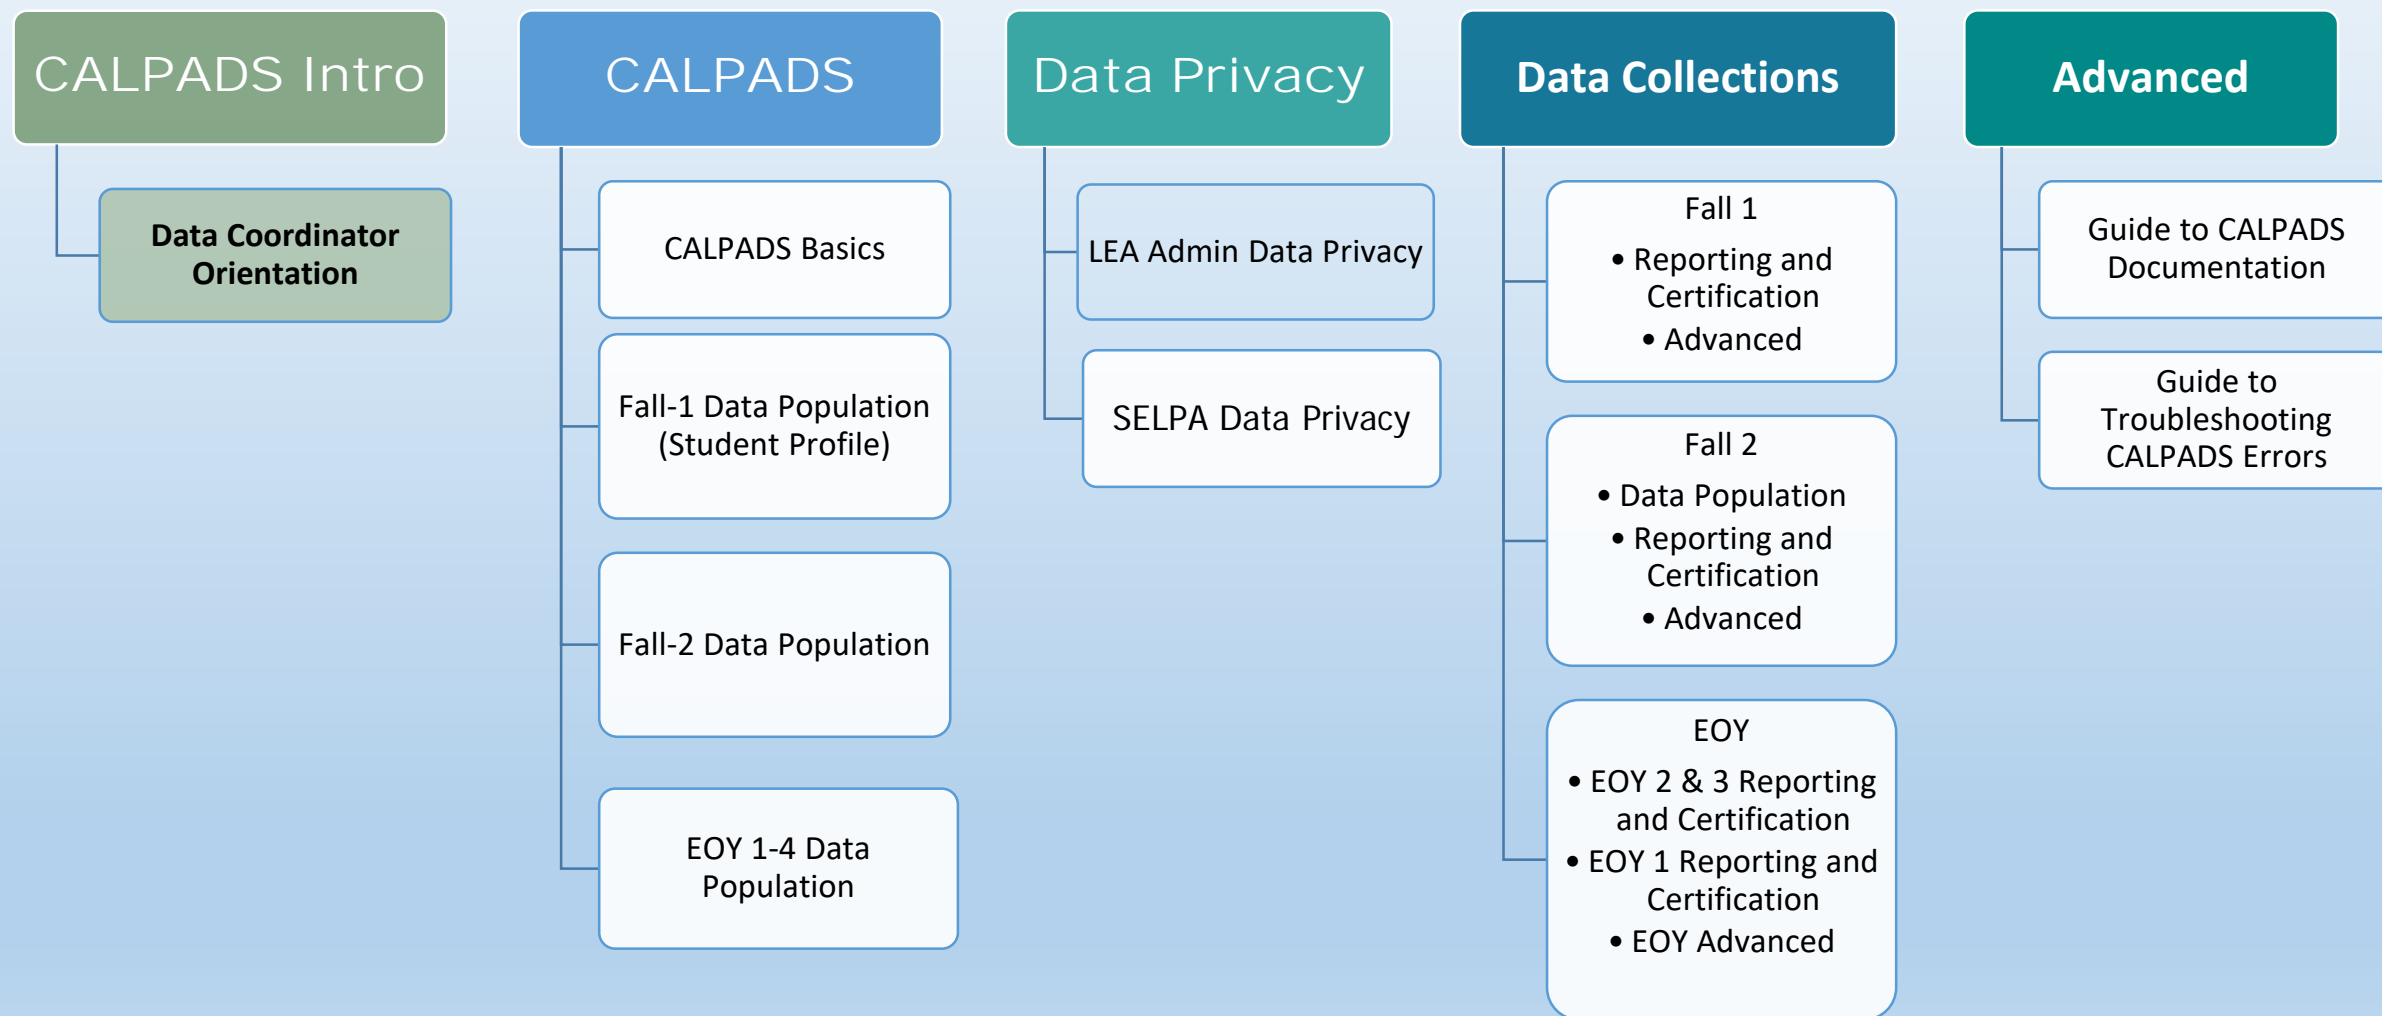 CALPADS Intro
Data Coordinator
Orientation
CALPADS
CALPADS Basics
Fall-1 Data Population
(Student Profile)
Fall-2 Data Population
EOY 1-4 Data
Population
Data Privacy
LEA Admin Data Privacy
SELPA Data Privacy
Data Collections
Fall 1
• Reporting and
Certification
• Advanced
Fall 2
• Data Population
• Reporting and
Certification
• Advanced
EOY
• EOY 2 & 3 Reporting
and Certification
• EOY 1 Reporting and
Certification
• EOY Advanced
Advanced
Guide to CALPADS
Documentation
Guide to
Troubleshooting
CALPADS Errors